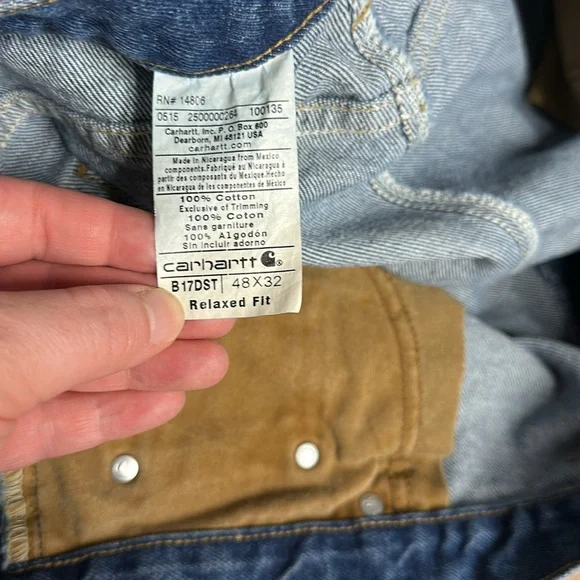 RN# 14806
0515 2500000264 100135
Carhartt, Inc. P. O. Box 600
Dearborn, MI 48121 USA
carhartt.com
Made in Nicaragua from Mexico
components. Fabriqué au Nicaragua à
partir des composants du Mexique. Hecho
en Nicaragua de los componentes de México
100% Cotton
Exclusive of Trimming
100% Coton
Sans garniture
100% Algodón
Sin incluir adorno
carhartt ®
B17DST 48X32
Relaxed Fit